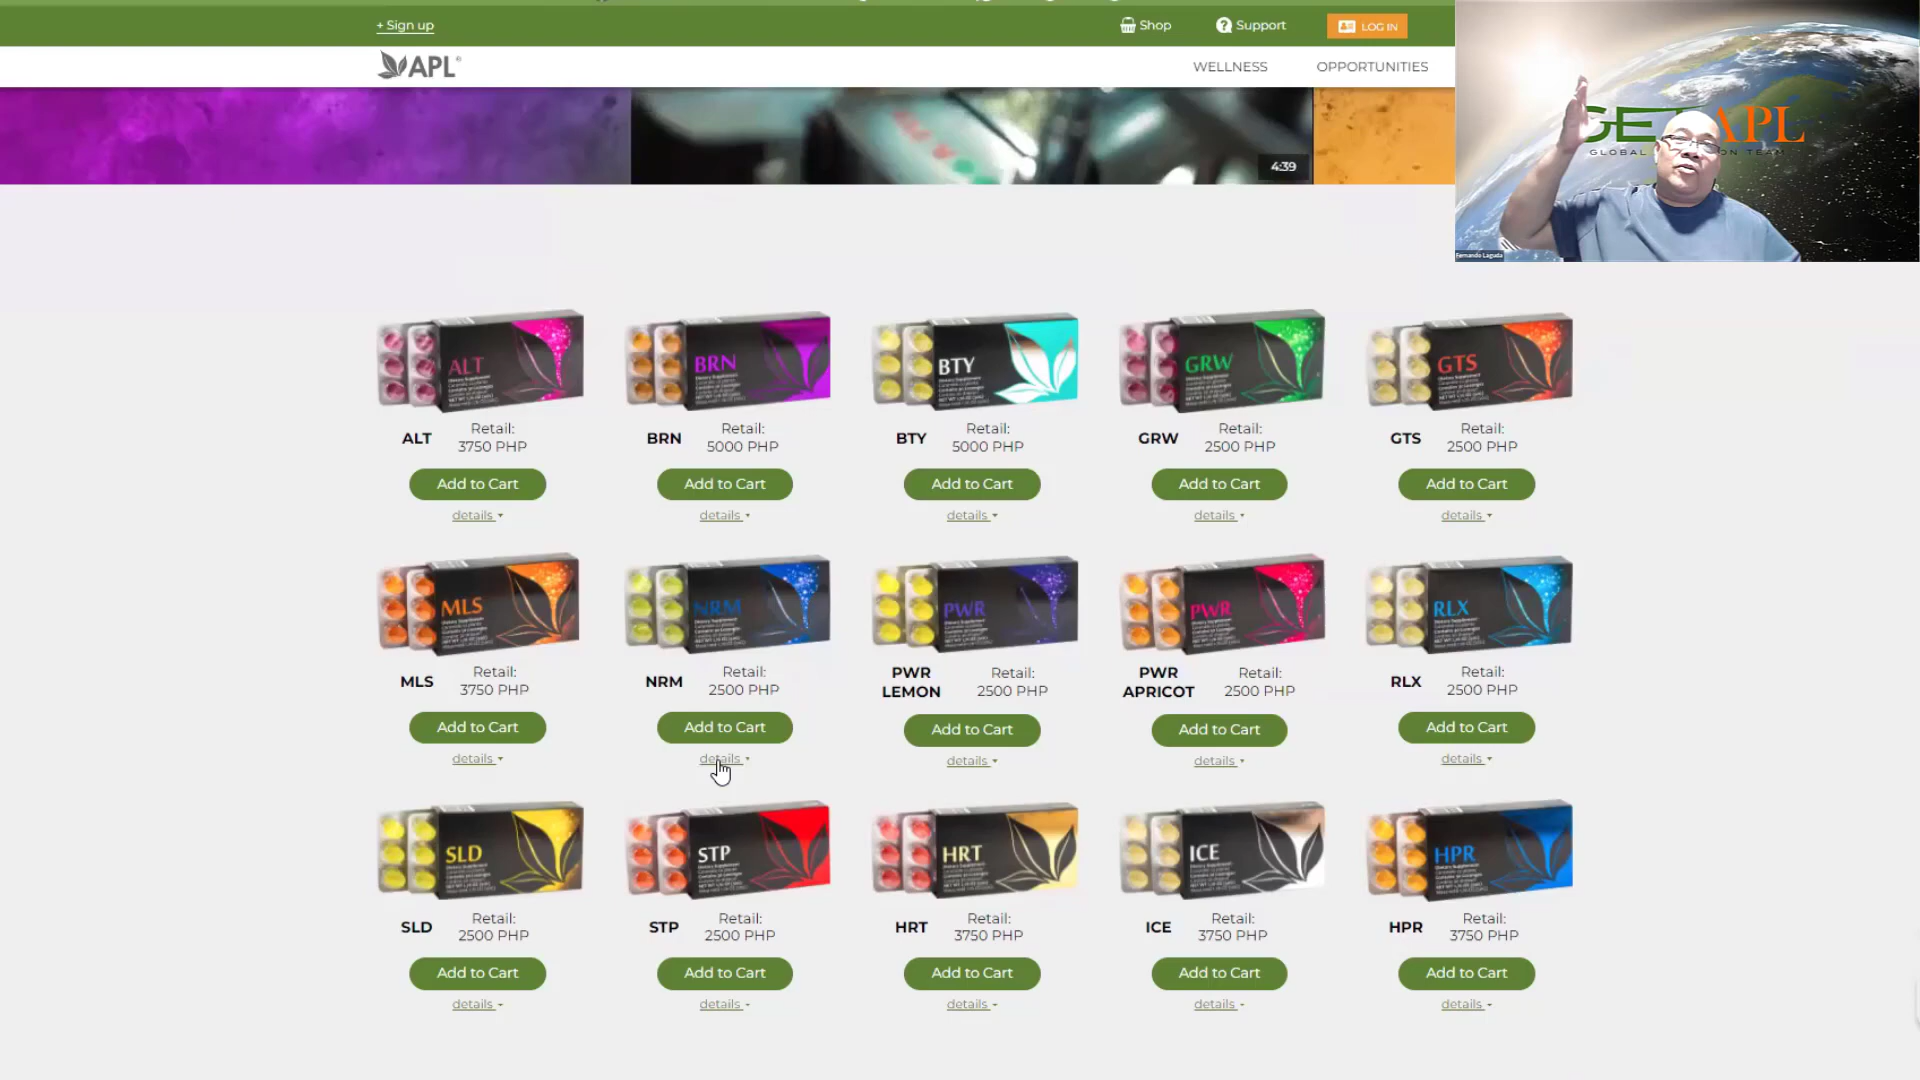 + Sign up
Shop
Support
LOG IN
APL
WELLNESS
OPPORTUNITIES
4:39
GE APL
GLOBAL ON TEAM
Fernando Laguda
ALT
BRN
BTY
GRW
GTS
ALT Retail: 3750 PHP
BRN Retail: 5000 PHP
BTY Retail: 5000 PHP
GRW Retail: 2500 PHP
GTS Retail: 2500 PHP
Add to Cart
Add to Cart
Add to Cart
Add to Cart
Add to Cart
details
details
details
details
details
MLS
NRM
PWR
PWR
RLX
MLS Retail: 3750 PHP
NRM Retail: 2500 PHP
PWR LEMON Retail: 2500 PHP
PWR APRICOT Retail: 2500 PHP
RLX Retail: 2500 PHP
Add to Cart
Add to Cart
Add to Cart
Add to Cart
Add to Cart
details
details
details
details
details
SLD
STP
HRT
ICE
HPR
SLD Retail: 2500 PHP
STP Retail: 2500 PHP
HRT Retail: 3750 PHP
ICE Retail: 3750 PHP
HPR Retail: 3750 PHP
Add to Cart
Add to Cart
Add to Cart
Add to Cart
Add to Cart
details
details
details
details
details